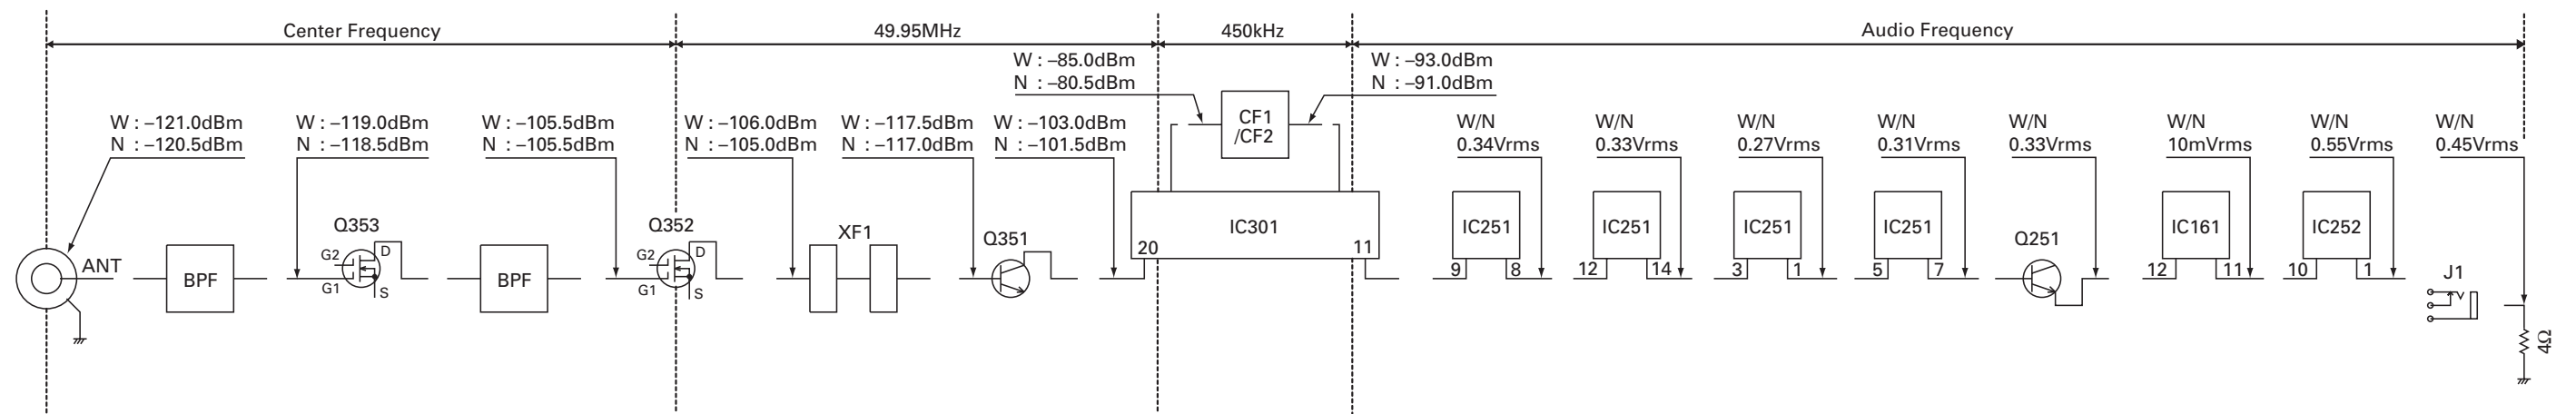 Center Frequency
49.95MHz
450kHz
Audio Frequency
W : –85.0dBm
N : –80.5dBm
W : –93.0dBm
N : –91.0dBm
W : –121.0dBm
N : –120.5dBm
W : –119.0dBm
N : –118.5dBm
W : –105.5dBm
N : –105.5dBm
W : –106.0dBm
N : –105.0dBm
W : –117.5dBm
N : –117.0dBm
W : –103.0dBm
N : –101.5dBm
CF1
/CF2
W/N
0.34Vrms
W/N
0.33Vrms
W/N
0.27Vrms
W/N
0.31Vrms
W/N
0.33Vrms
W/N
10mVrms
W/N
0.55Vrms
W/N
0.45Vrms
ANT
BPF
Q353
G2
D
G1
S
BPF
Q352
G2
D
G1
S
XF1
Q351
IC301
20
11
IC251
9
8
IC251
12
14
IC251
3
1
IC251
5
7
Q251
IC161
12
11
IC252
10
1
J1
4Ω